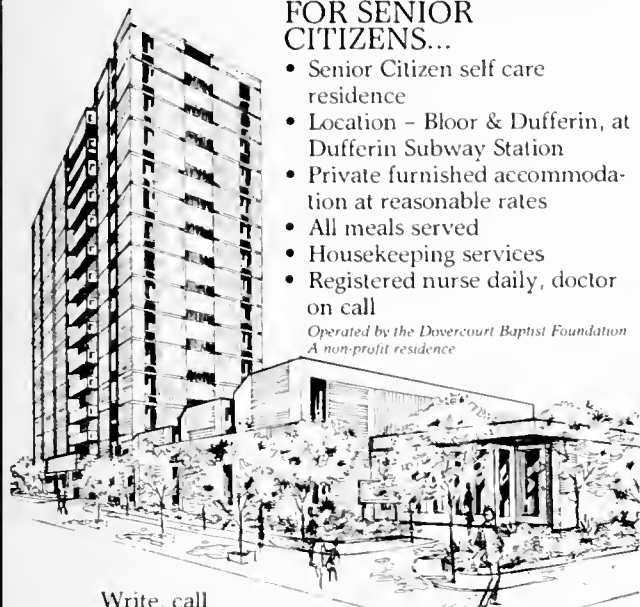 FOR SENIOR
CITIZENS...
• Senior Citizen self care
residence
• Location – Bloor & Dufferin, at
Dufferin Subway Station
• Private furnished accommoda-
tion at reasonable rates
• All meals served
• Housekeeping services
• Registered nurse daily, doctor
on call
Operated by the Dovercourt Baptist Foundation
A non-profit residence
Write, call